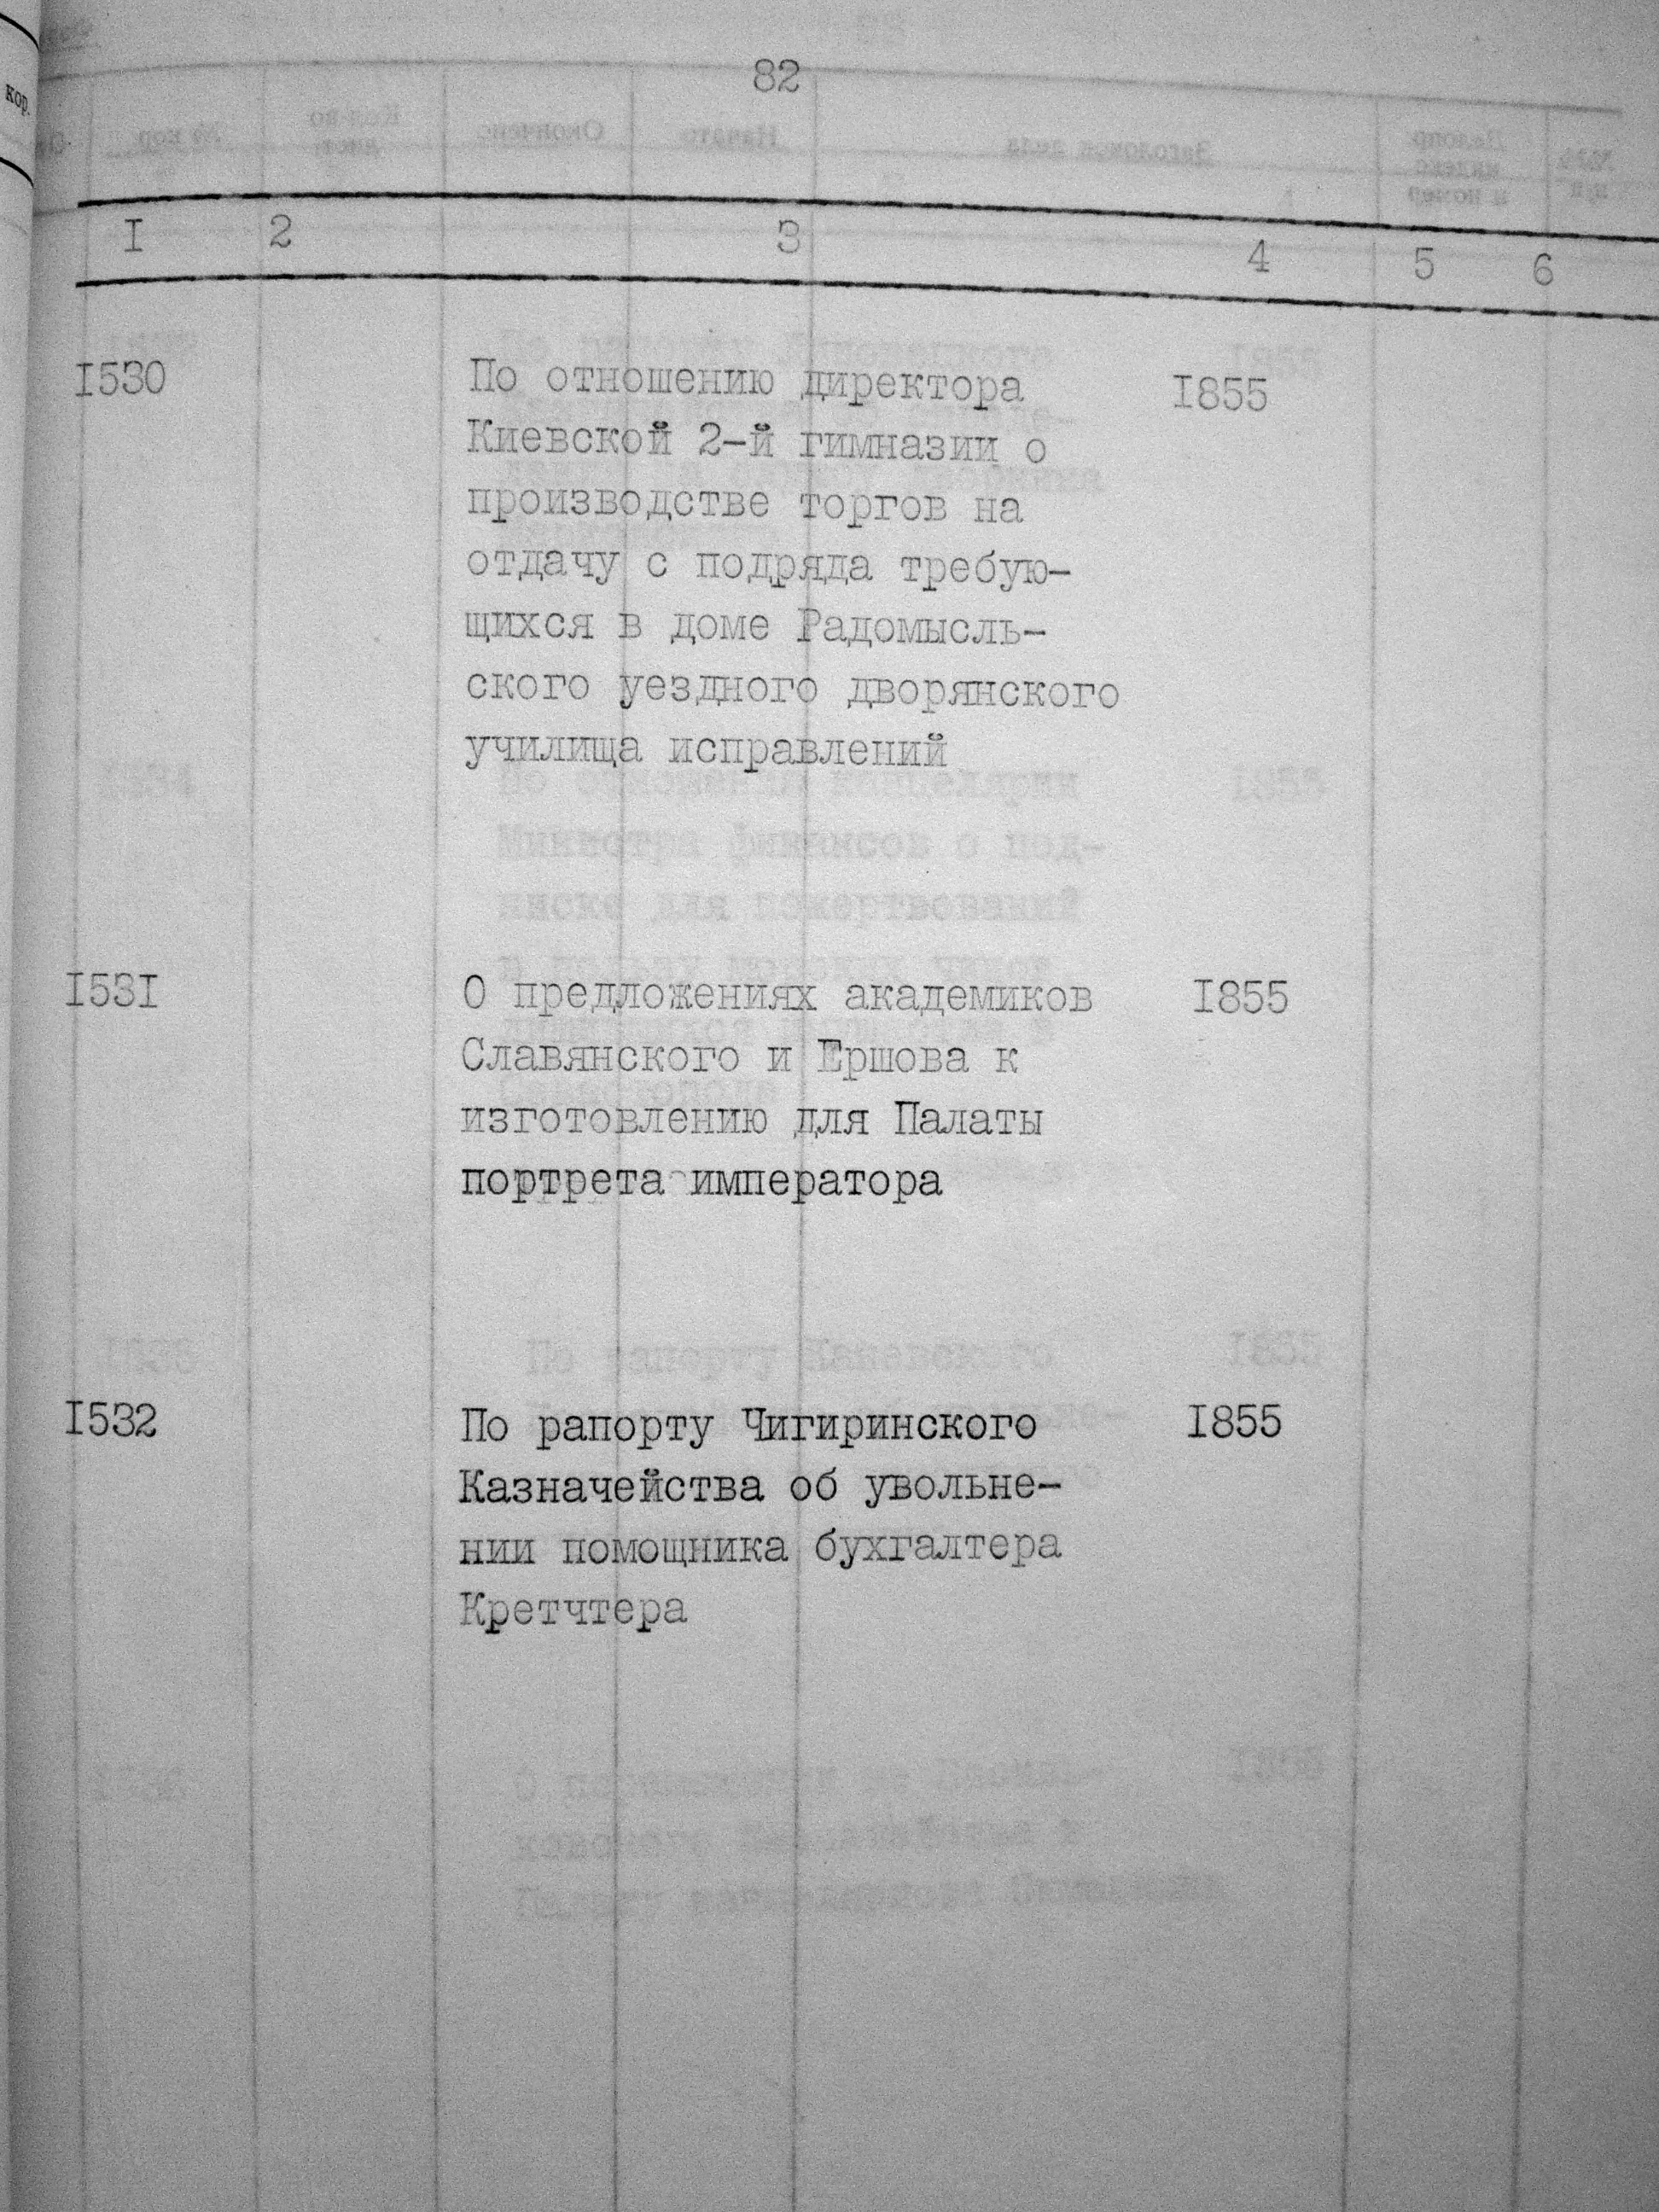 82
кор.
I 2 3 4 5 6
I530 По отношению директора I855
Киевской 2-й гимназии о
производстве торгов на
отдачу с подряда требую-
щихся в доме Радомысль-
ского уездного дворянского
училища исправлений
I53I О предложениях академиков I855
Славянского и Ершова к
изготовлению для Палаты
портрета императора
I532 По рапорту Чигиринского I855
Казначейства об увольне-
нии помощника бухгалтера
Кретчтера